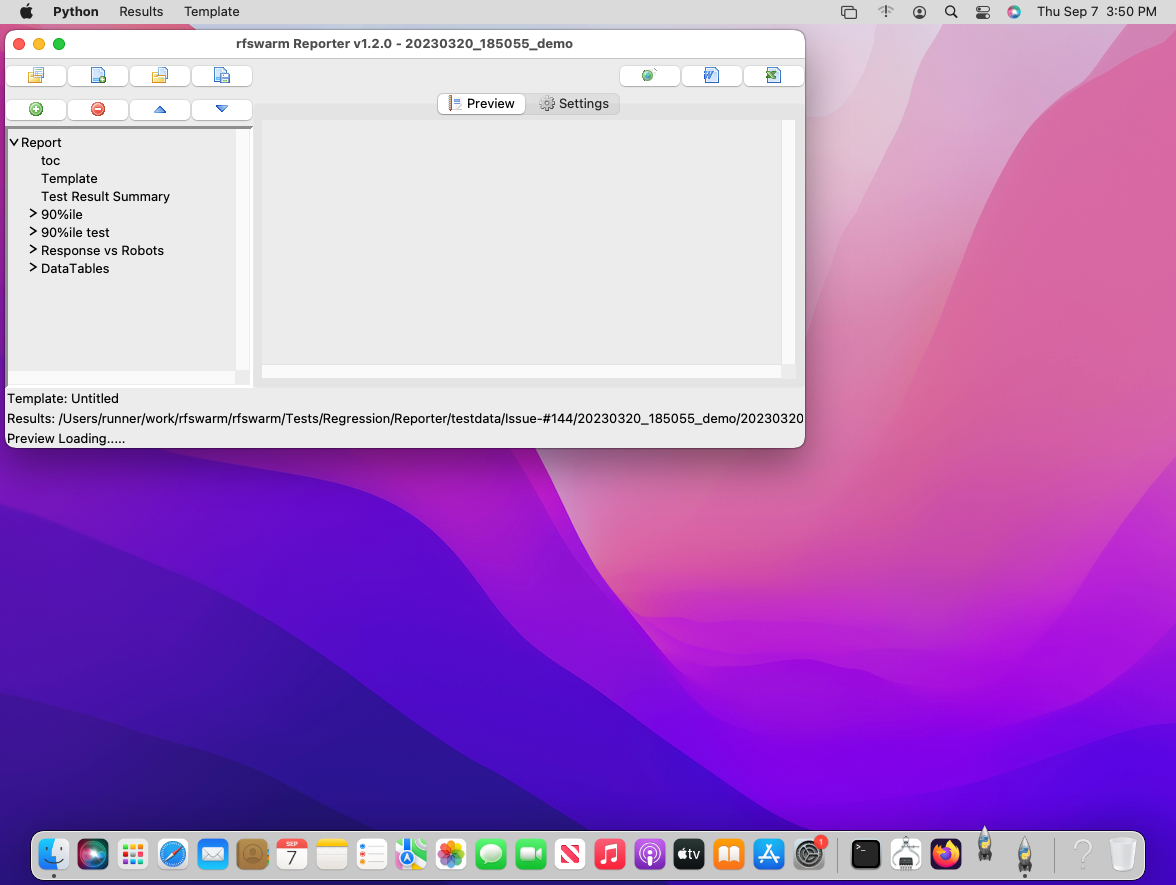 Python Results Template Thu Sep 7 3:50 PM
rfswarm Reporter v1.2.0 - 20230320_185055_demo
Preview Settings
Report
toc
Template
Test Result Summary
90%ile
90%ile test
Response vs Robots
DataTables
Template: Untitled
Results: /Users/runner/work/rfswarm/rfswarm/Tests/Regression/Reporter/testdata/Issue-#144/20230320_185055_demo/20230320
Preview Loading.....
SEP
7
tv
1
>_